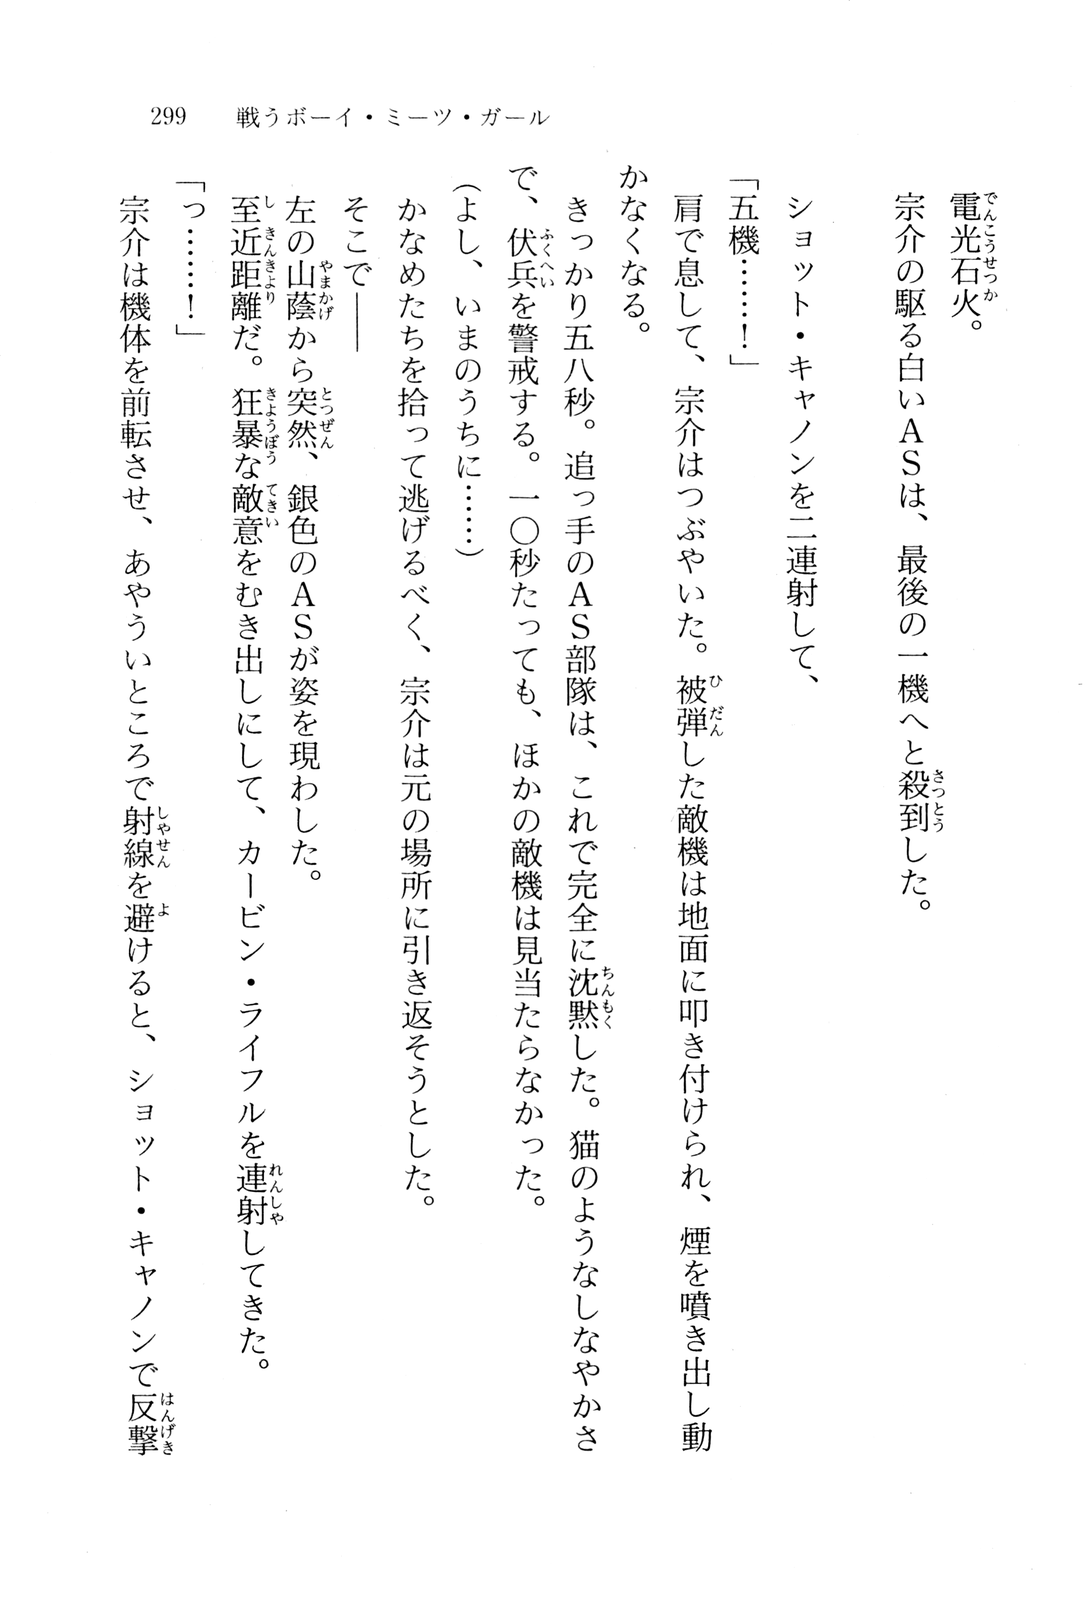 299　戦うボーイ・ミーツ・ガール
電光石火。
宗介の駆る白いＡＳは、最後の一機へと殺到した。
ショット・キャノンを二連射して、
「五機……！」
肩で息して、宗介はつぶやいた。被弾した敵機は地面に叩き付けられ、煙を噴き出し動
かなくなる。
きっかり五八秒。追っ手のＡＳ部隊は、これで完全に沈黙した。猫のようなしなやかさ
で、伏兵を警戒する。一〇秒たっても、ほかの敵機は見当たらなかった。
（よし、いまのうちに……）
かなめたちを拾って逃げるべく、宗介は元の場所に引き返そうとした。
そこで――
左の山蔭から突然、銀色のＡＳが姿を現わした。
至近距離だ。狂暴な敵意をむき出しにして、カービン・ライフルを連射してきた。
「っ……！」
宗介は機体を前転させ、あやういところで射線を避けると、ショット・キャノンで反撃